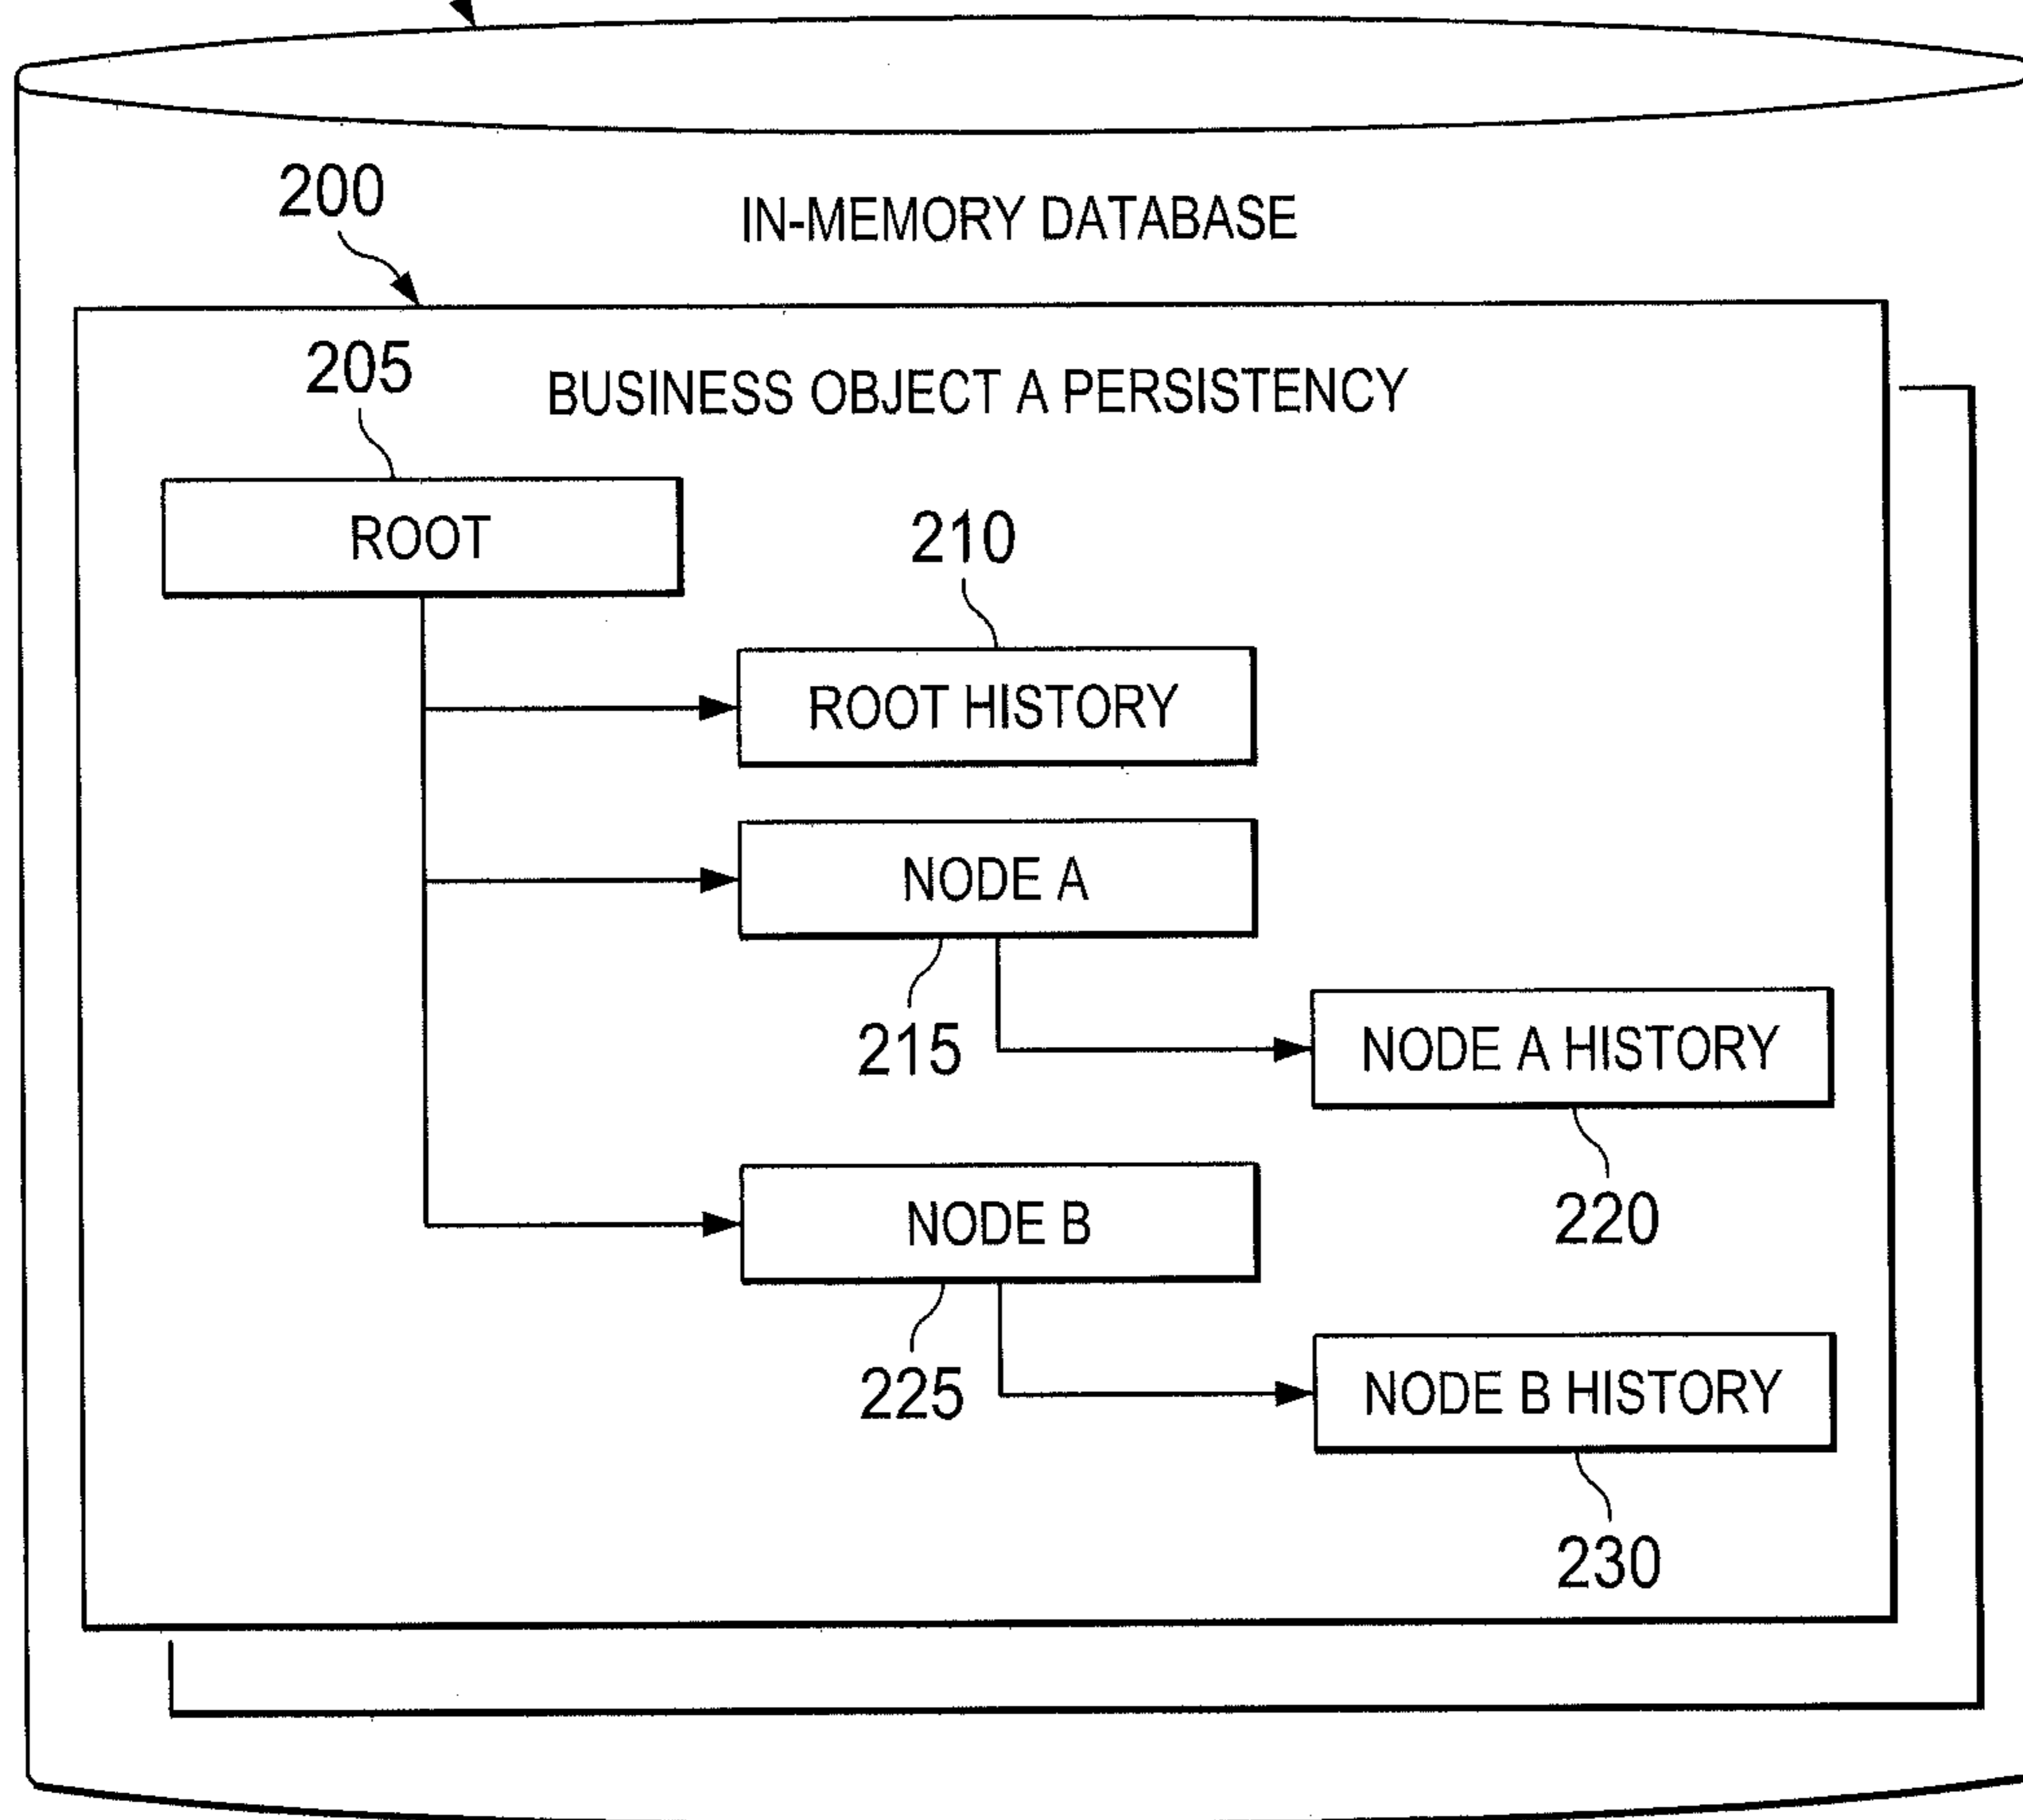 200
IN-MEMORY DATABASE
205
BUSINESS OBJECT A PERSISTENCY
ROOT
210
ROOT HISTORY
NODE A
215
NODE A HISTORY
220
NODE B
225
NODE B HISTORY
230